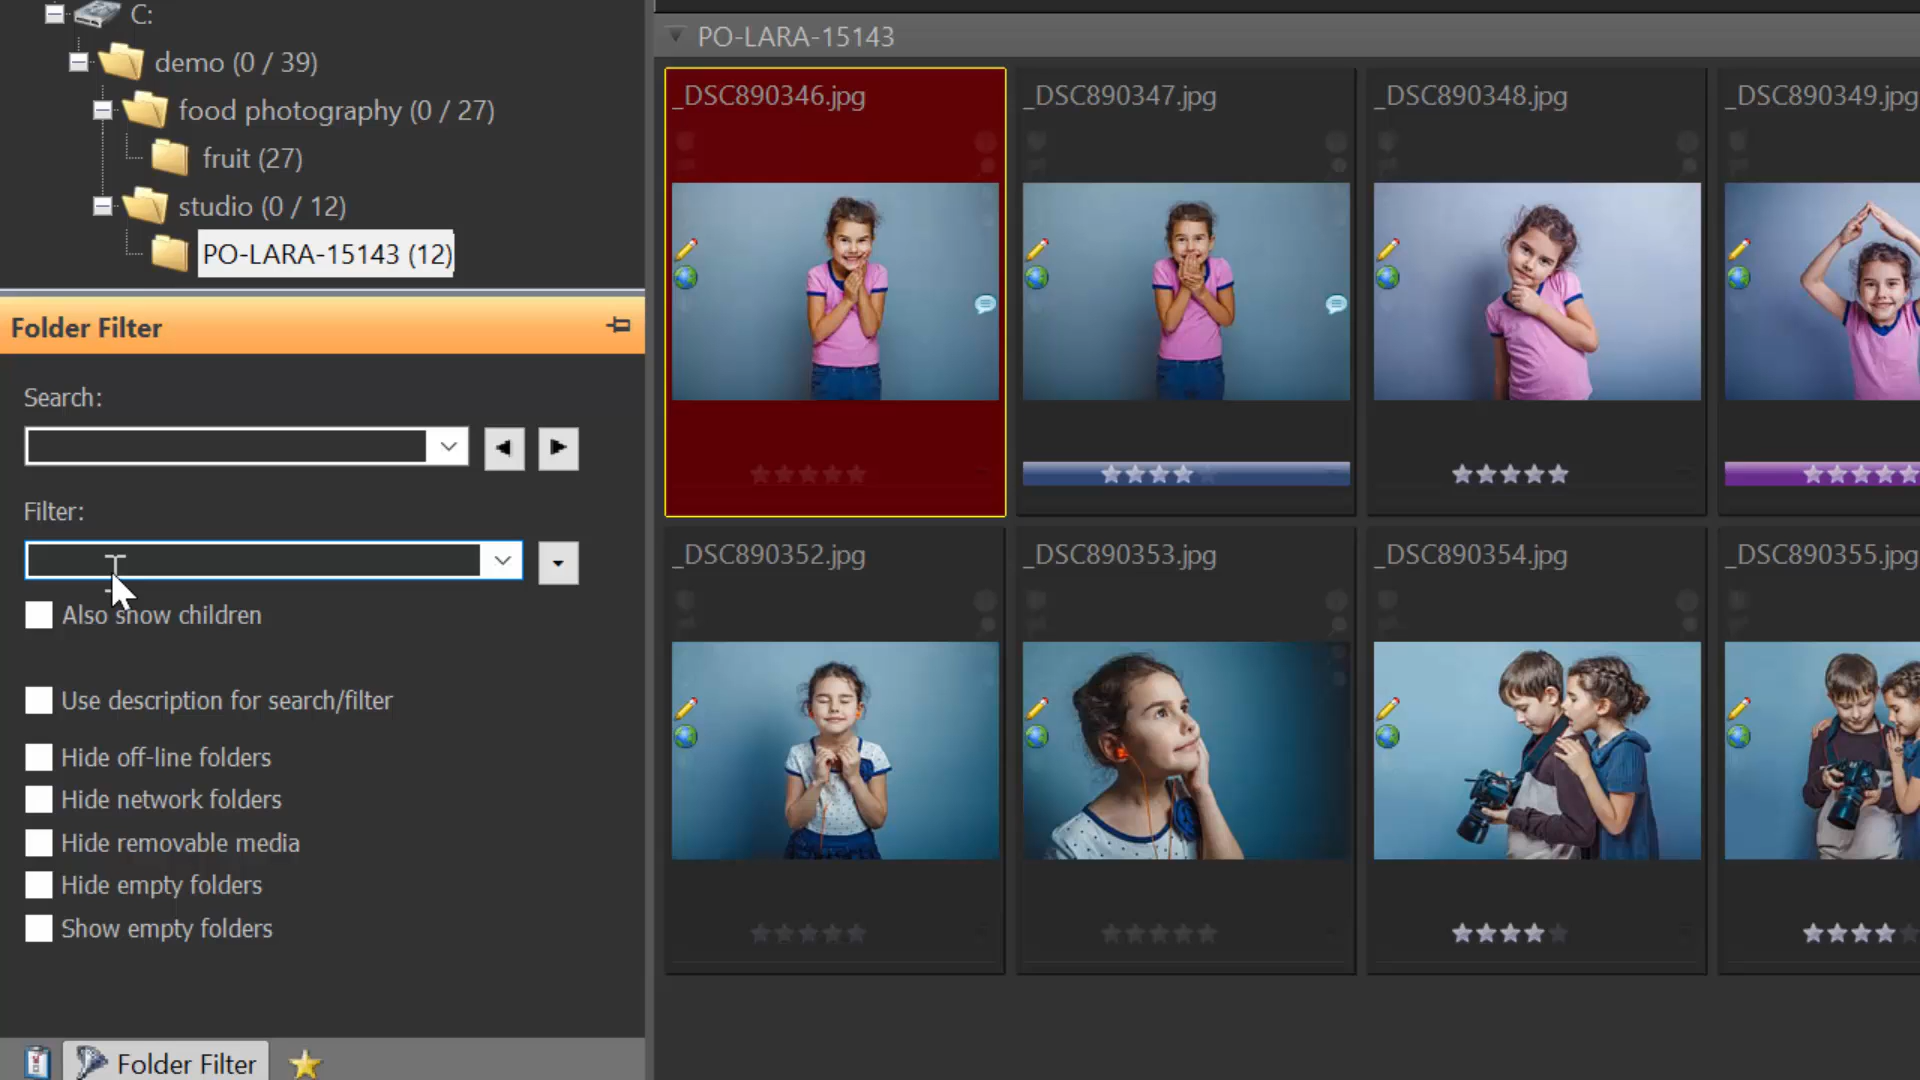 C:
demo (0 / 39)
food photography (0 / 27)
fruit (27)
studio (0 / 12)
PO-LARA-15143 (12)
Folder Filter
Search:
Filter:
Also show children
Use description for search/filter
Hide off-line folders
Hide network folders
Hide removable media
Hide empty folders
Show empty folders
Folder Filter
PO-LARA-15143
_DSC890346.jpg
_DSC890347.jpg
_DSC890348.jpg
_DSC890349.jpg
_DSC890352.jpg
_DSC890353.jpg
_DSC890354.jpg
_DSC890355.jpg